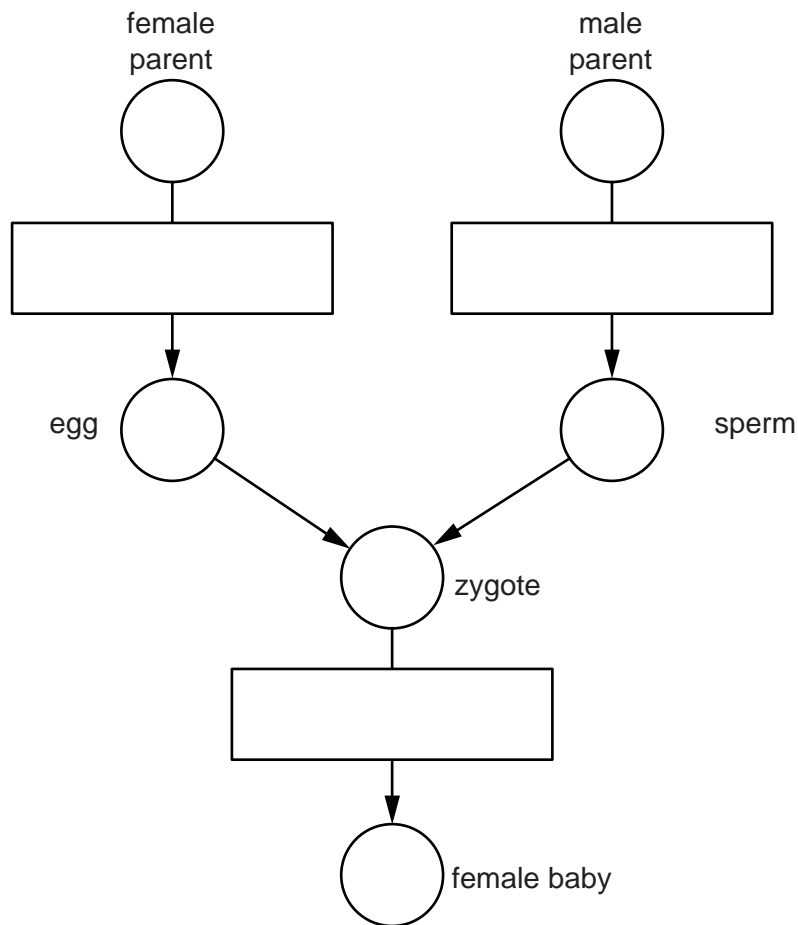 female
parent
male
parent
egg
sperm
zygote
female baby